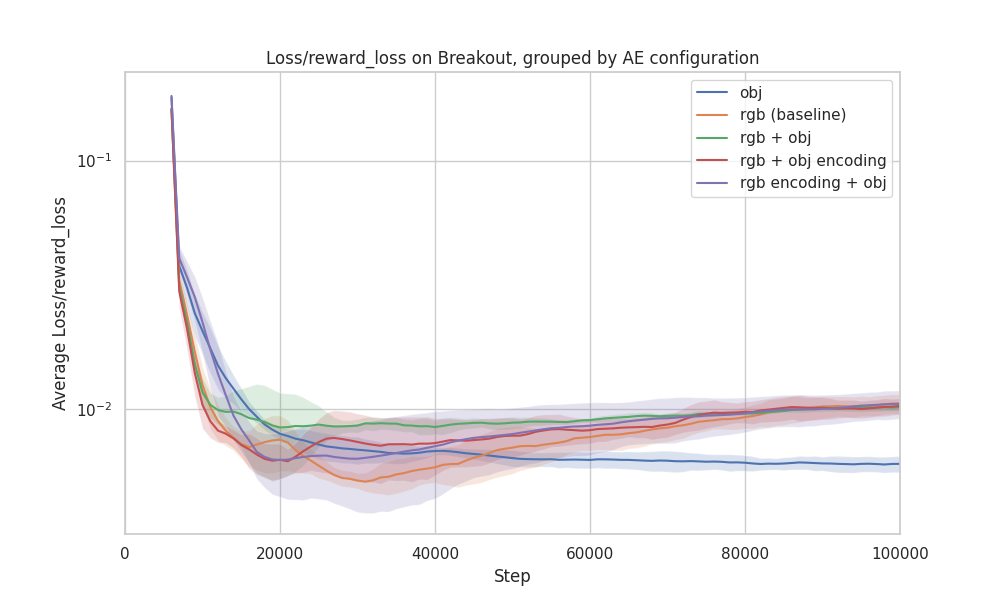 Loss/reward_loss on Breakout, grouped by AE configuration
obj
rgb (baseline)
rgb + obj
rgb + obj encoding
rgb encoding + obj
Average Loss/reward_loss
10⁻¹
10⁻²
0
20000
40000
60000
80000
100000
Step